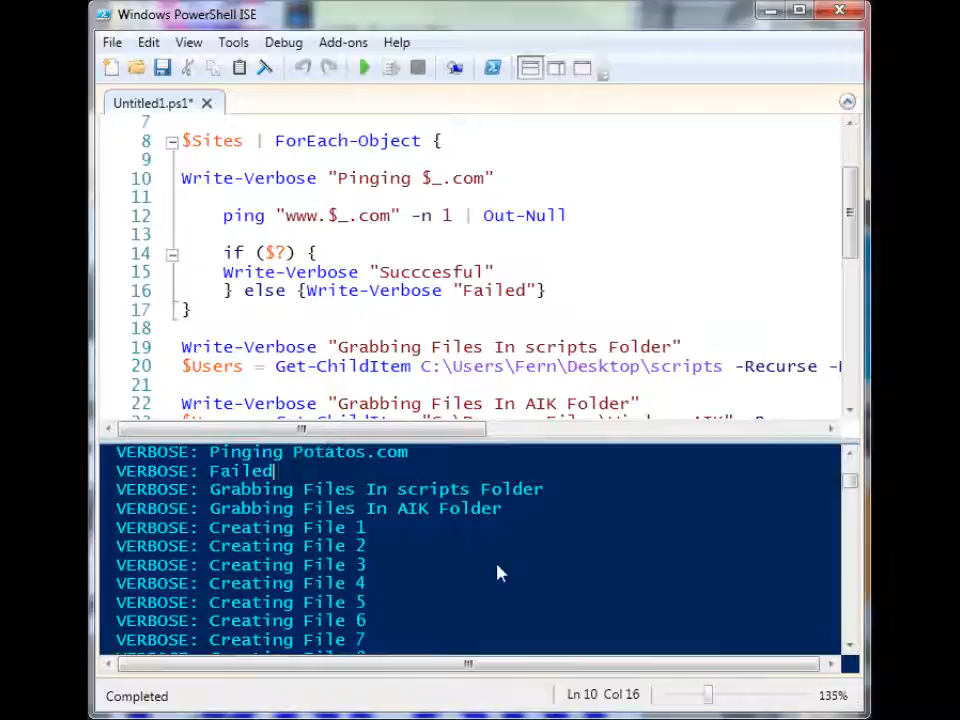 Windows PowerShell ISE
File Edit View Tools Debug Add-ons Help
Untitled1.ps1*
7
8 $Sites | ForEach-Object {
9
10 Write-Verbose "Pinging $_.com"
11
12 ping "www.$_.com" -n 1 | Out-Null
13
14 if ($?) {
15 Write-Verbose "Succcesful"
16 } else {Write-Verbose "Failed"}
17 }
18
19 Write-Verbose "Grabbing Files In scripts Folder"
20 $Users = Get-ChildItem C:\Users\Fern\Desktop\scripts -Recurse
21
22 Write-Verbose "Grabbing Files In AIK Folder"
VERBOSE: Pinging Potatos.com
VERBOSE: Failed
VERBOSE: Grabbing Files In scripts Folder
VERBOSE: Grabbing Files In AIK Folder
VERBOSE: Creating File 1
VERBOSE: Creating File 2
VERBOSE: Creating File 3
VERBOSE: Creating File 4
VERBOSE: Creating File 5
VERBOSE: Creating File 6
VERBOSE: Creating File 7
Completed Ln 10 Col 16 135%